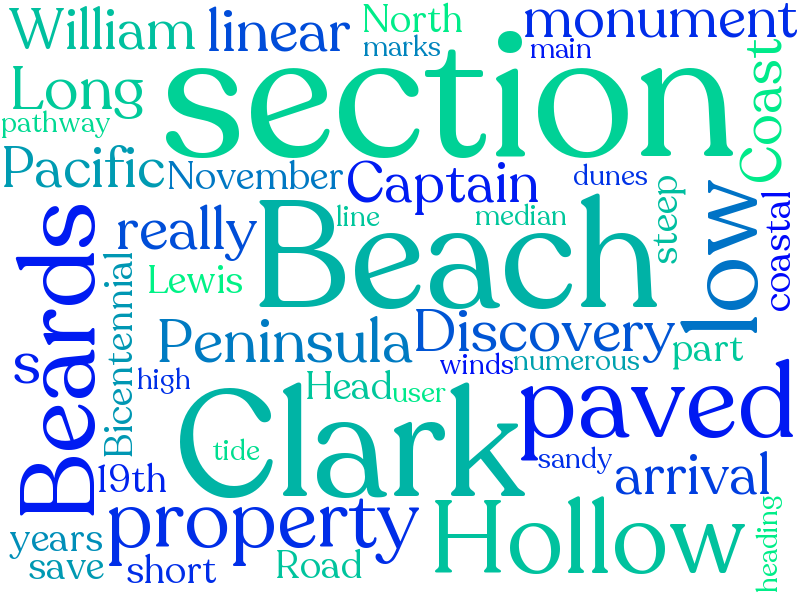 William linear North monument
marks main
Long section Coast
pathway
Pacific November Captain dunes
Beards really line median steep low coastal
Beach
Bicentennial Lewis
Peninsula Discovery part
s high winds numerous
Head user paved
Clark
tide sandy
19th arrival
property Hollow heading
years
save short Road